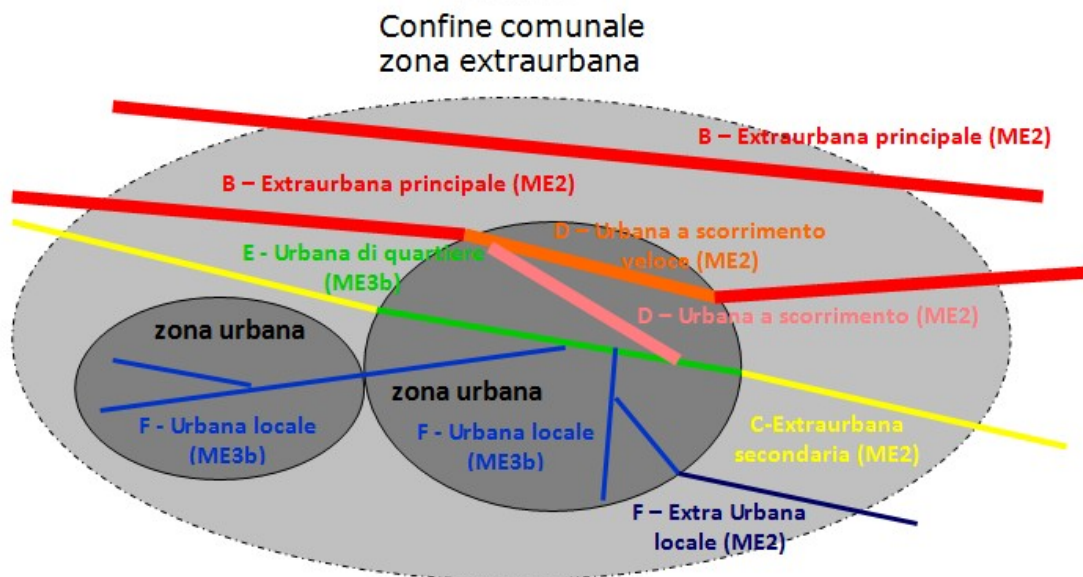 Confine comunale
zona extraurbana
B – Extraurbana principale (ME2)
B – Extraurbana principale (ME2)
D – Urbana a scorrimento
veloce (ME2)
E - Urbana di quartiere
(ME3b)
D – Urbana a scorrimento (ME2)
zona urbana
zona urbana
F - Urbana locale
(ME3b)
F - Urbana locale
(ME3b)
C-Extraurbana
secondaria (ME2)
F – Extra Urbana
locale (ME2)